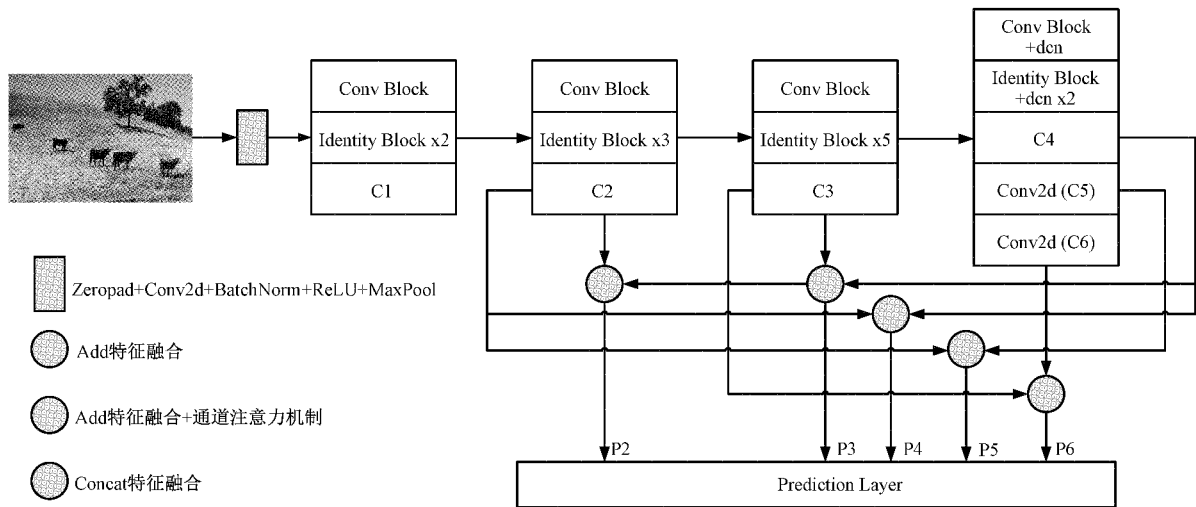 Conv Block
Identity Block x2
C1
Conv Block
Identity Block x3
C2
Conv Block
Identity Block x5
C3
Conv Block
+dcn
Identity Block
+dcn x2
C4
Conv2d (C5)
Conv2d (C6)
Zeropad+Conv2d+BatchNorm+ReLU+MaxPool
Add特征融合
Add特征融合+通道注意力机制
Concat特征融合
P2
P3
P4
P5
P6
Prediction Layer